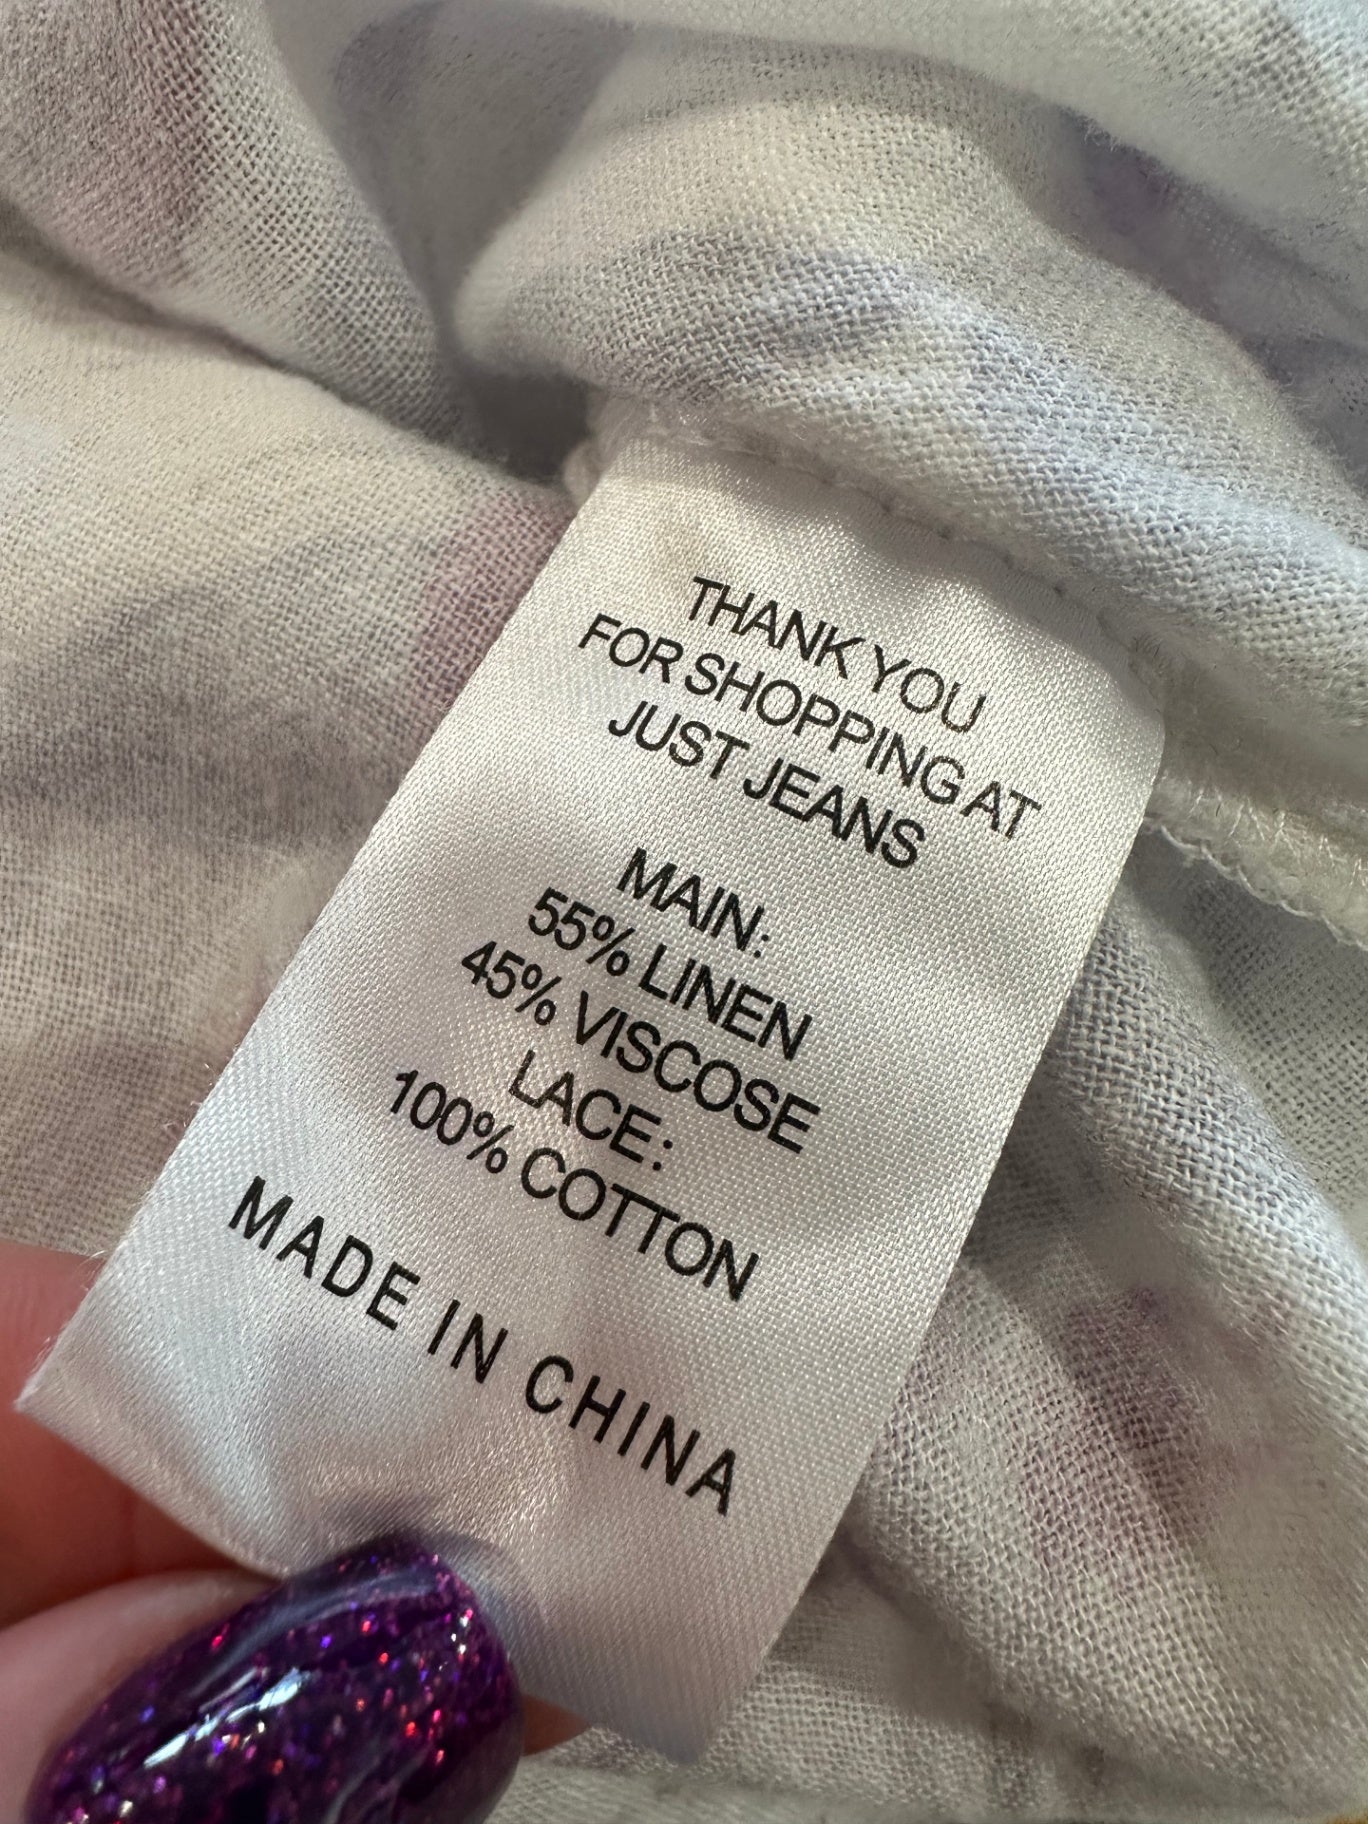 THANK YOU
FOR SHOPPING AT
JUST JEANS
MAIN:
55% LINEN
45% VISCOSE
LACE:
100% COTTON
MADE IN CHINA